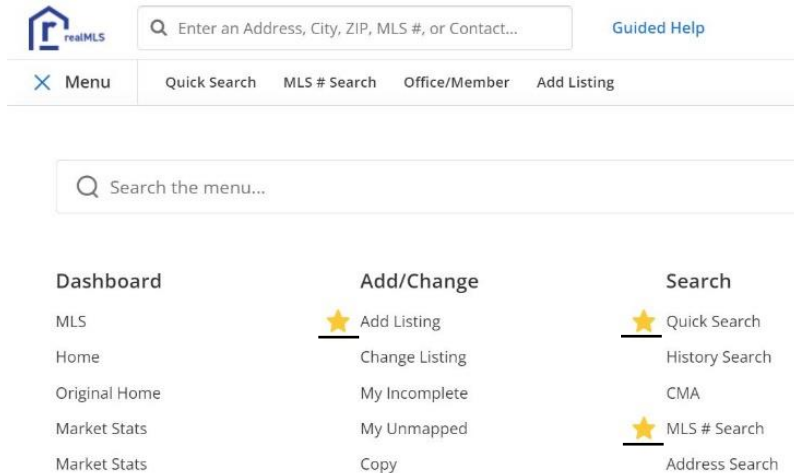 realMLS
Enter an Address, City, ZIP, MLS #, or Contact...
Guided Help
Menu
Quick Search
MLS # Search
Office/Member
Add Listing
Search the menu...
Dashboard
MLS
Home
Original Home
Market Stats
Market Stats
Add/Change
Add Listing
Change Listing
My Incomplete
My Unmapped
Copy
Search
Quick Search
History Search
CMA
MLS # Search
Address Search